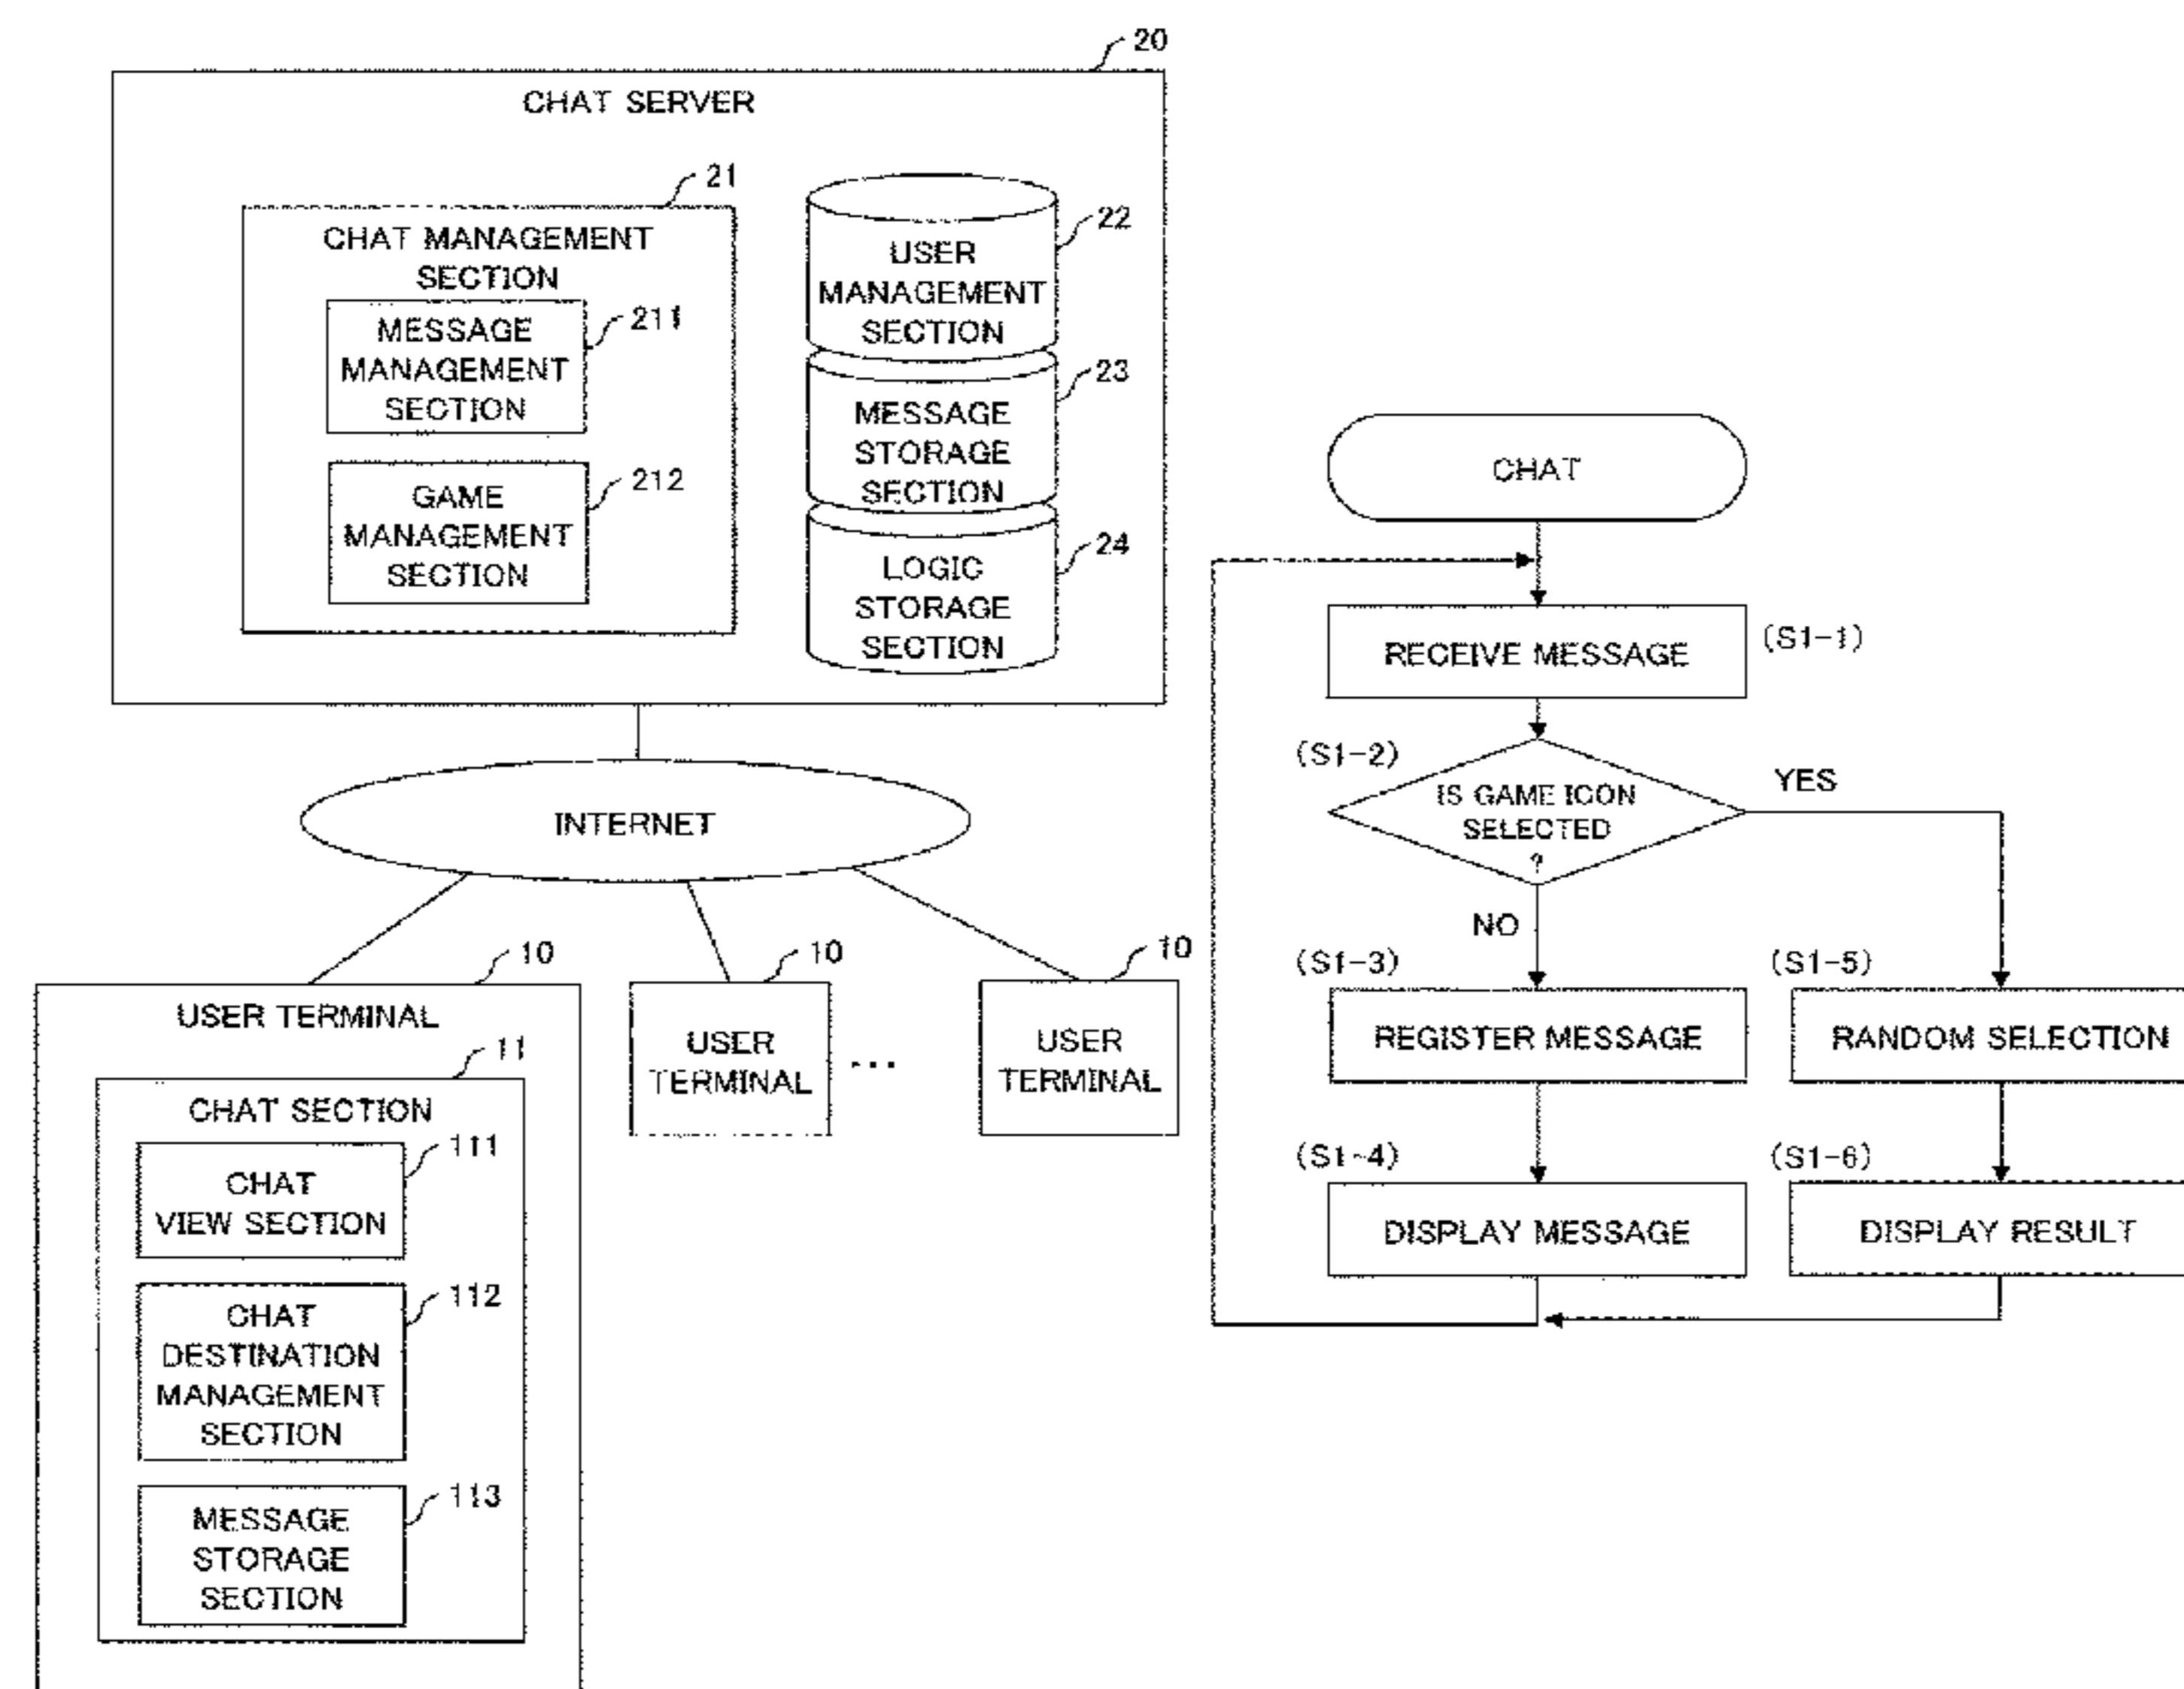 20
CHAT SERVER
21
CHAT MANAGEMENT
SECTION
211
MESSAGE
MANAGEMENT
SECTION
212
GAME
MANAGEMENT
SECTION
22
USER
MANAGEMENT
SECTION
23
MESSAGE
STORAGE
SECTION
24
LOGIC
STORAGE
SECTION
INTERNET
10
USER TERMINAL
11
CHAT SECTION
111
CHAT
VIEW SECTION
112
CHAT
DESTINATION
MANAGEMENT
SECTION
113
MESSAGE
STORAGE
SECTION
10
USER
TERMINAL
...
10
USER
TERMINAL
CHAT
RECEIVE MESSAGE
(S1-1)
(S1-2)
IS GAME ICON
SELECTED
?
YES
NO
(S1-3)
REGISTER MESSAGE
(S1-4)
DISPLAY MESSAGE
(S1-5)
RANDOM SELECTION
(S1-6)
DISPLAY RESULT